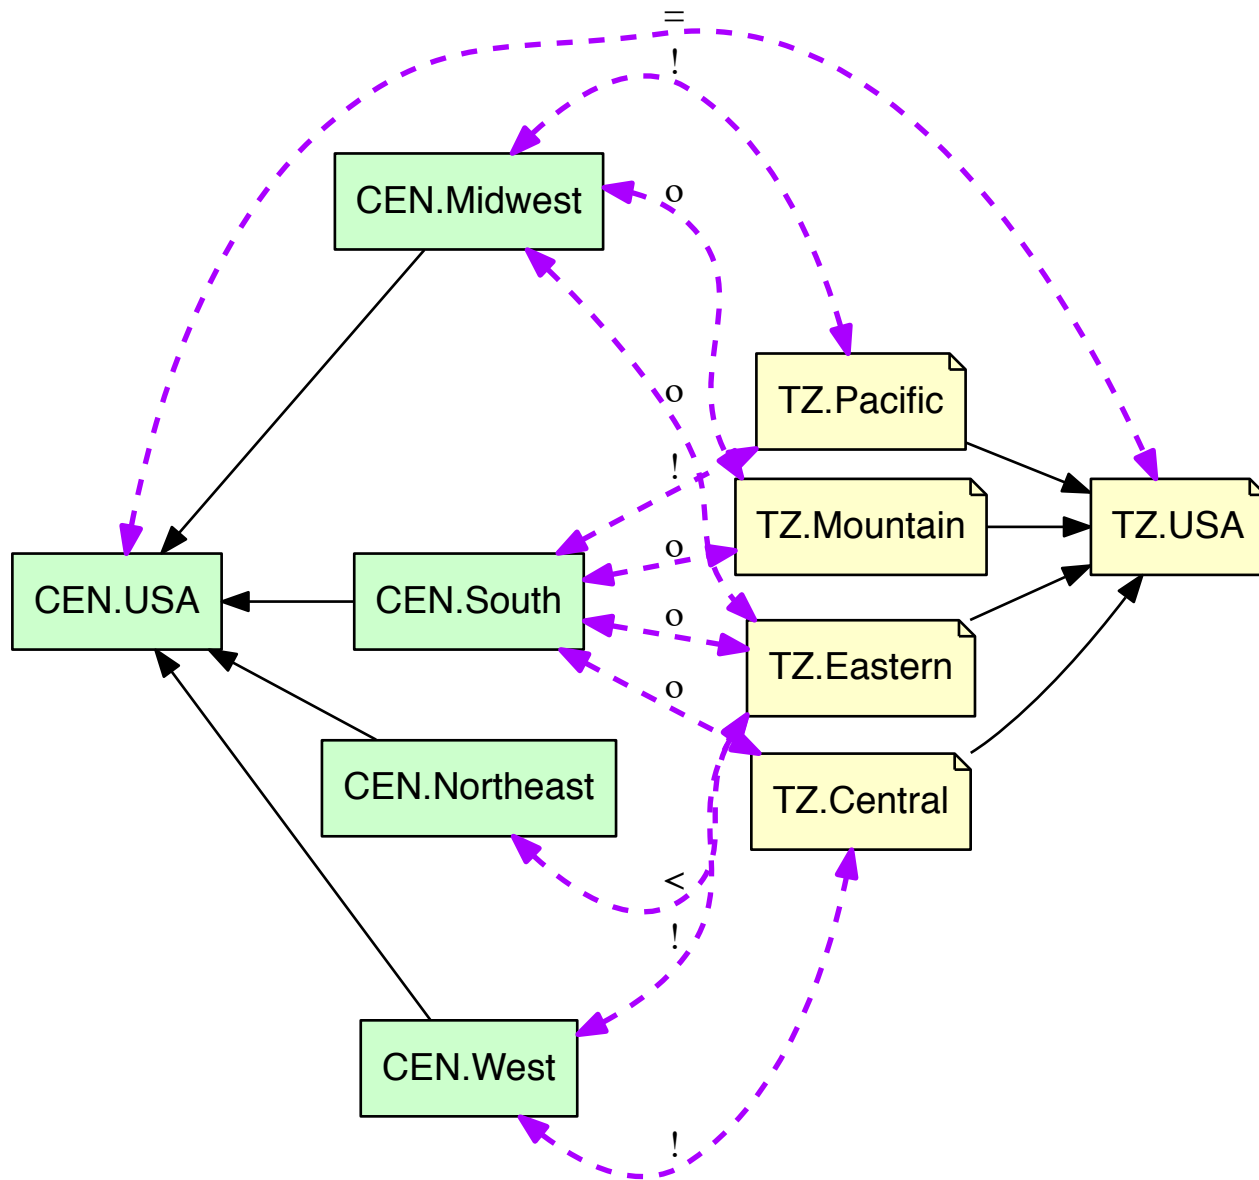 =
!
CEN.Midwest
o
o
TZ.Pacific
!
TZ.Mountain
TZ.USA
o
CEN.USA
CEN.South
o
TZ.Eastern
o
CEN.Northeast
TZ.Central
<
!
CEN.West
!